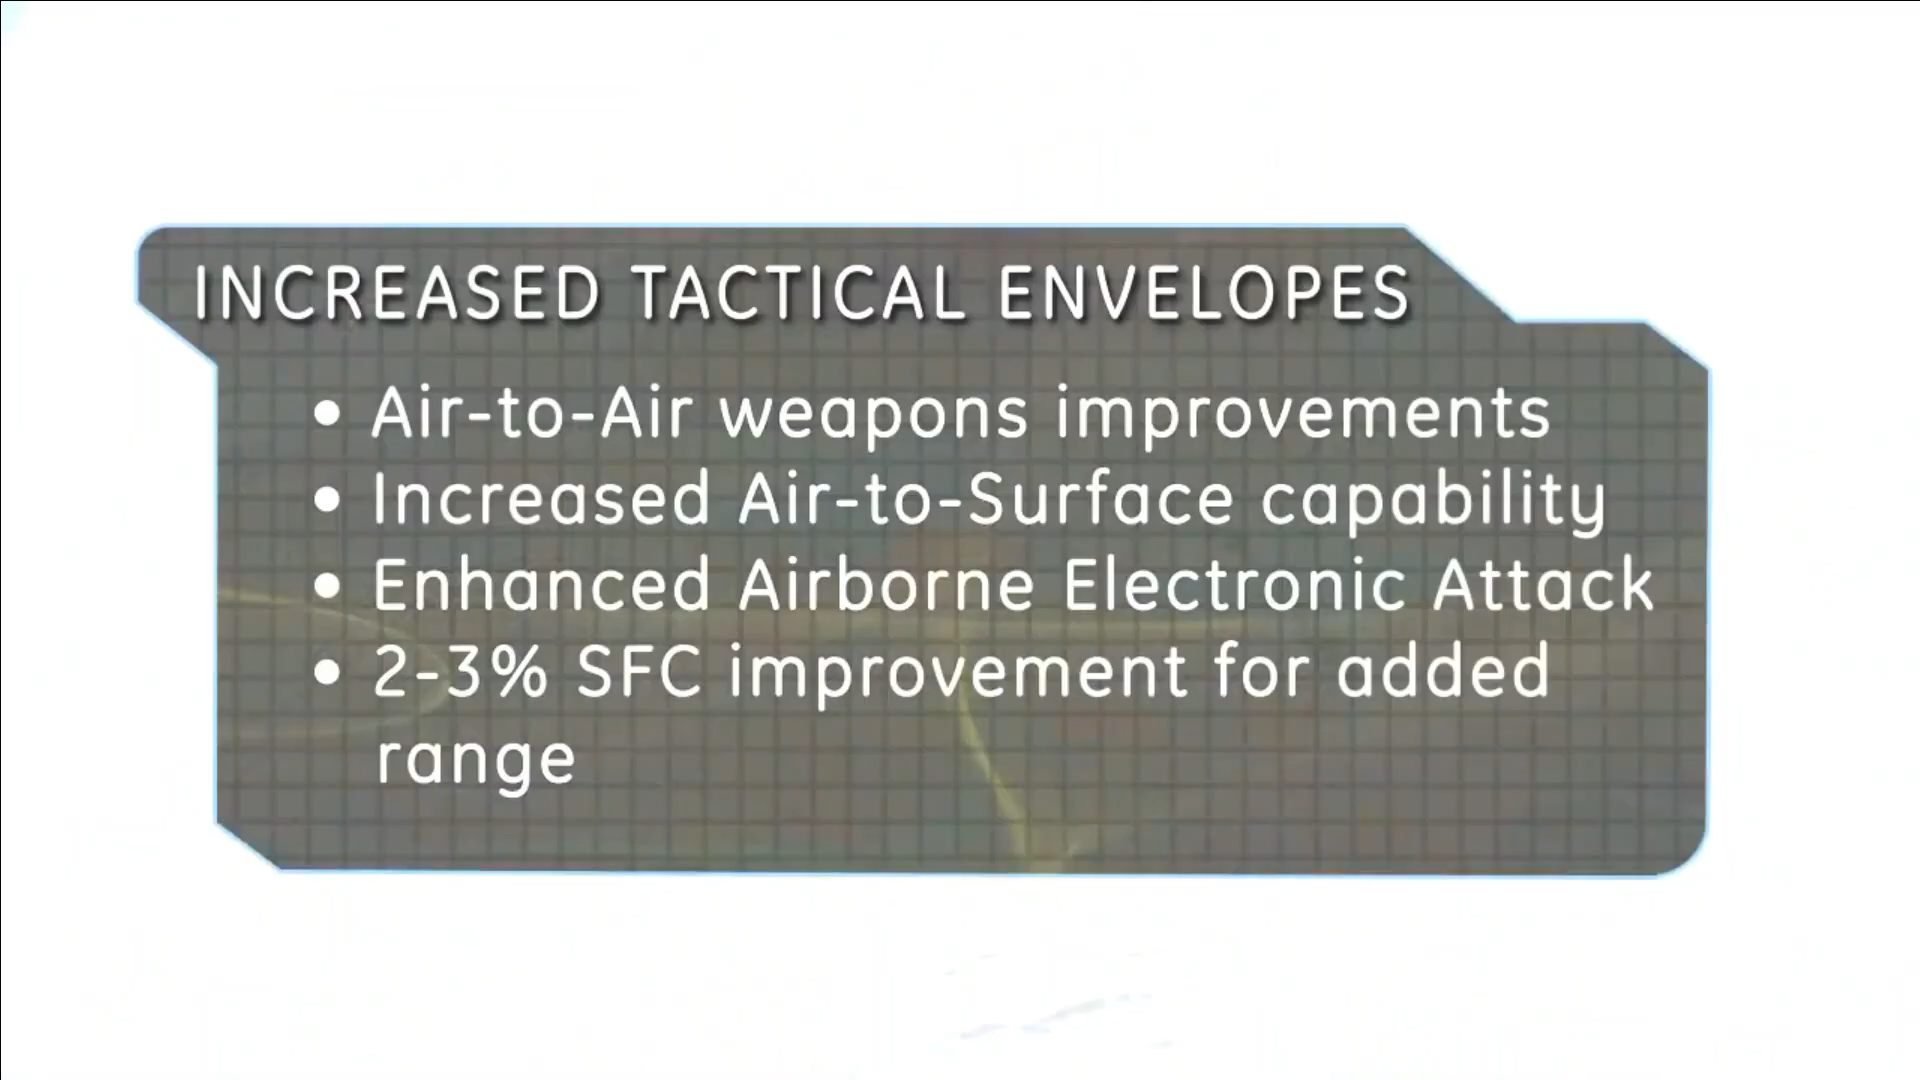 INCREASED TACTICAL ENVELOPES
• Air-to-Air weapons improvements
• Increased Air-to-Surface capability
• Enhanced Airborne Electronic Attack
• 2-3% SFC improvement for added
range